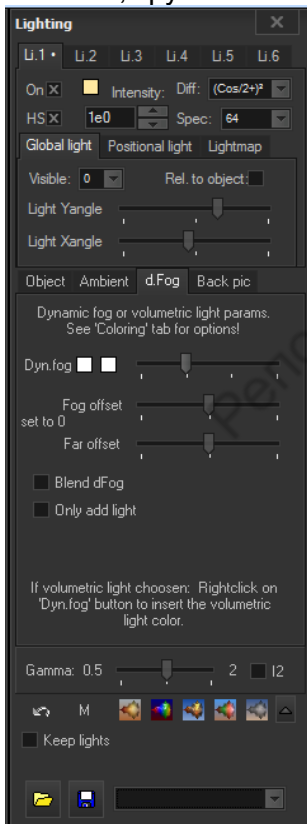 Lighting
Li.1 • Li.2 Li.3 Li.4 Li.5 Li.6
On Intensity: Diff: (Cos/2+)²
HS 1e0 Spec: 64
Global light Positional light Lightmap
Visible: 0 Rel. to object:
Light Yangle
Light Xangle
Object Ambient d.Fog Back pic
Dynamic fog or volumetric light params.
See 'Coloring' tab for options!
Dyn.fog
Fog offset
set to 0
Far offset
Blend dFog
Only add light
If volumetric light choosen: Rightclick on
'Dyn.fog' button to insert the volumetric
light color.
Gamma: 0.5 2 I2
M
Keep lights